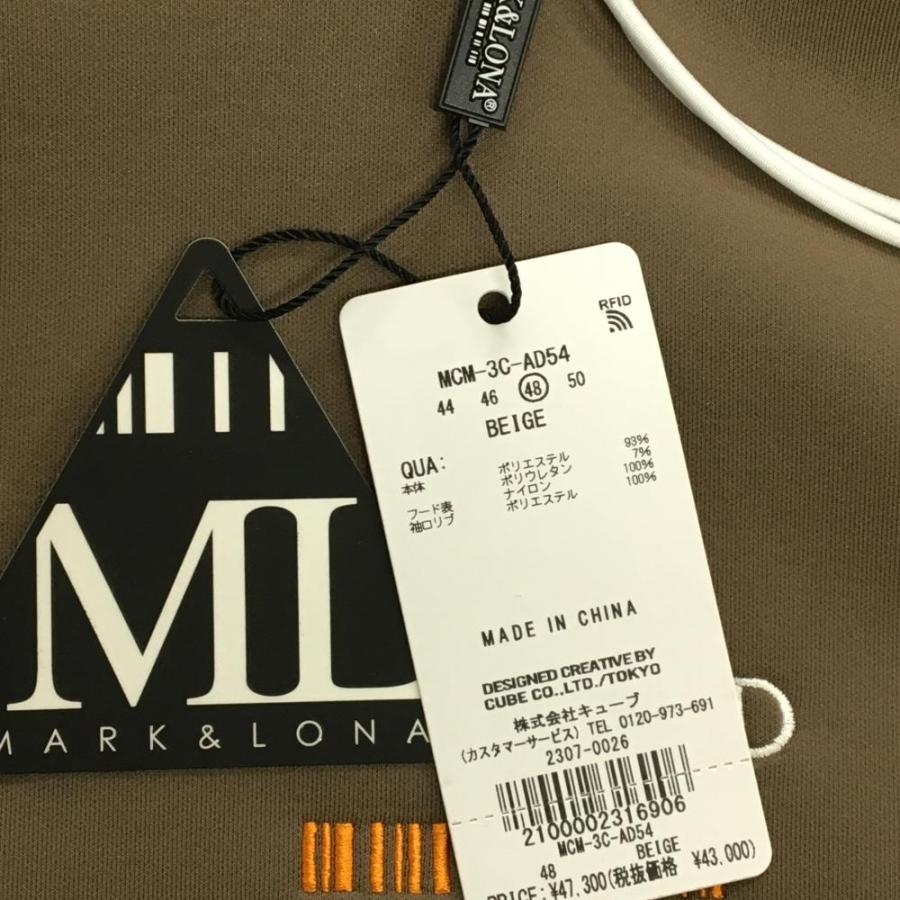 &LONA®
RFID
MCM-3C-AD54
44 46 48 50
BEIGE
QUA:
本体 ポリエステル 93%
ポリウレタン 7%
フード表 ナイロン 100%
袖口リブ ポリエステル 100%
MADE IN CHINA
DESIGNED CREATIVE BY
CUBE CO.,LTD./TOKYO
株式会社キューブ
(カスタマーサービス) TEL 0120-973-691
2307-0026
2100002316906
MCM-3C-AD54
48 BEIGE
PRICE:¥47,300(税抜価格 ¥43,000)
ML
MARK&LONA